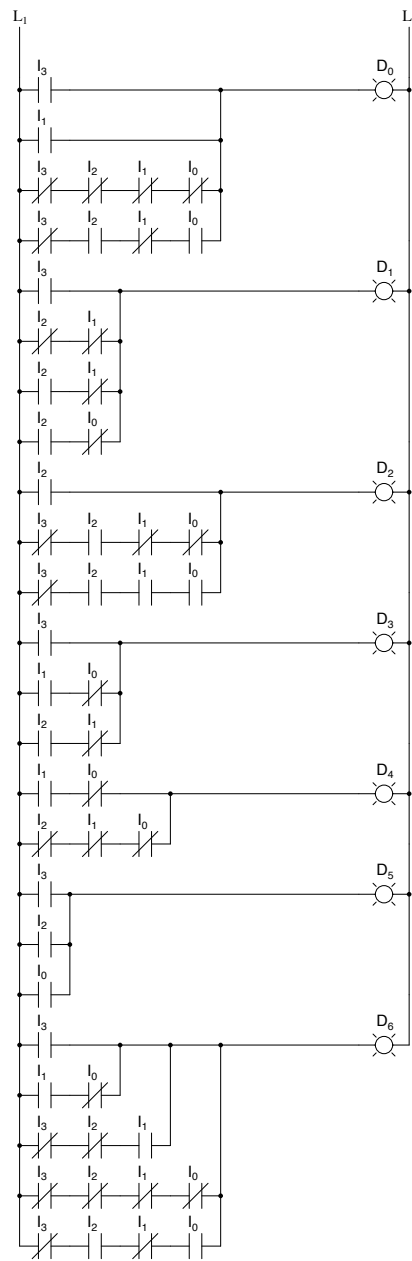 L₁ L
I₃ D₀
I₁
I₃ I₂ I₁ I₀
I₃ I₂ I₁ I₀
I₃ D₁
I₂ I₁
I₂ I₁
I₂ I₀
I₂ D₂
I₃ I₂ I₁ I₀
I₃ I₂ I₁ I₀
I₃ D₃
I₁ I₀
I₂ I₁
I₁ I₀ D₄
I₂ I₁ I₀
I₃ D₅
I₂
I₀
I₃ D₆
I₁ I₀
I₃ I₂ I₁
I₃ I₂ I₁ I₀
I₃ I₂ I₁ I₀